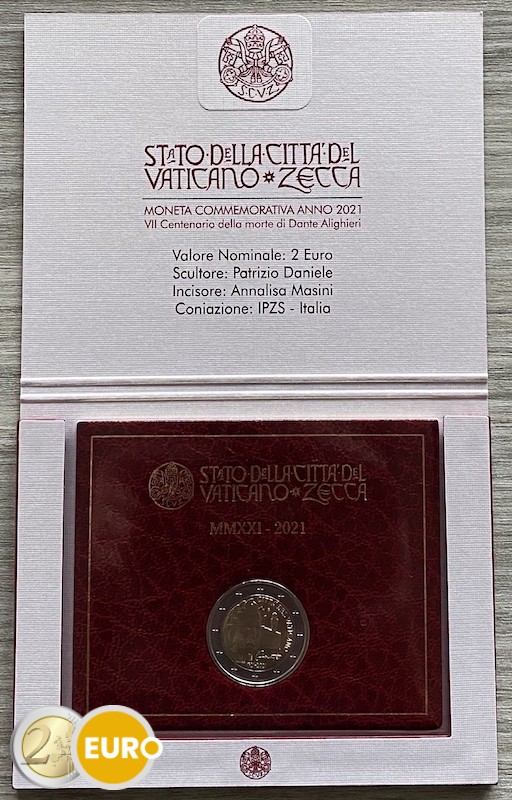 S.C.V.Z.
STATO·DELLA·CITTÀ·DEL
VATICANO * ZECCA
MONETA COMMEMORATIVA ANNO 2021
VII Centenario della morte di Dante Alighieri
Valore Nominale: 2 Euro
Scultore: Patrizio Daniele
Incisore: Annalisa Masini
Coniazione: IPZS - Italia
STATO·DELLA·CITTÀ·DEL
VATICANO * ZECCA
MMXXI - 2021
2 EURO